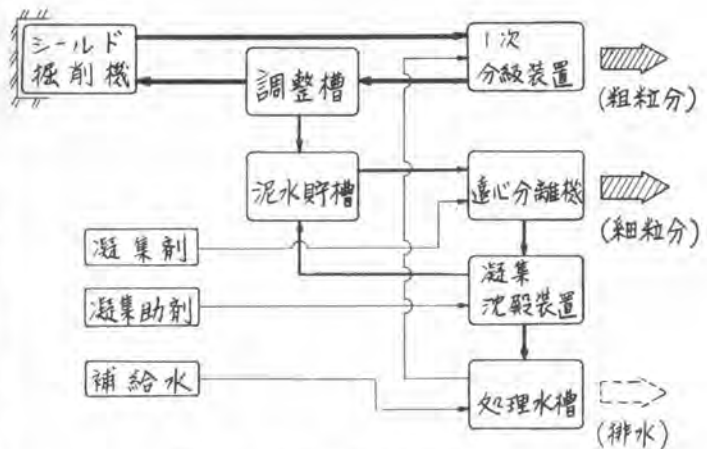 シールド
掘削機
1次
分級装置
(粗粒分)
調整槽
泥水貯槽
遠心分離機
(細粒分)
凝集剤
凝集
沈殿装置
凝集助剤
補給水
処理水槽
(排水)